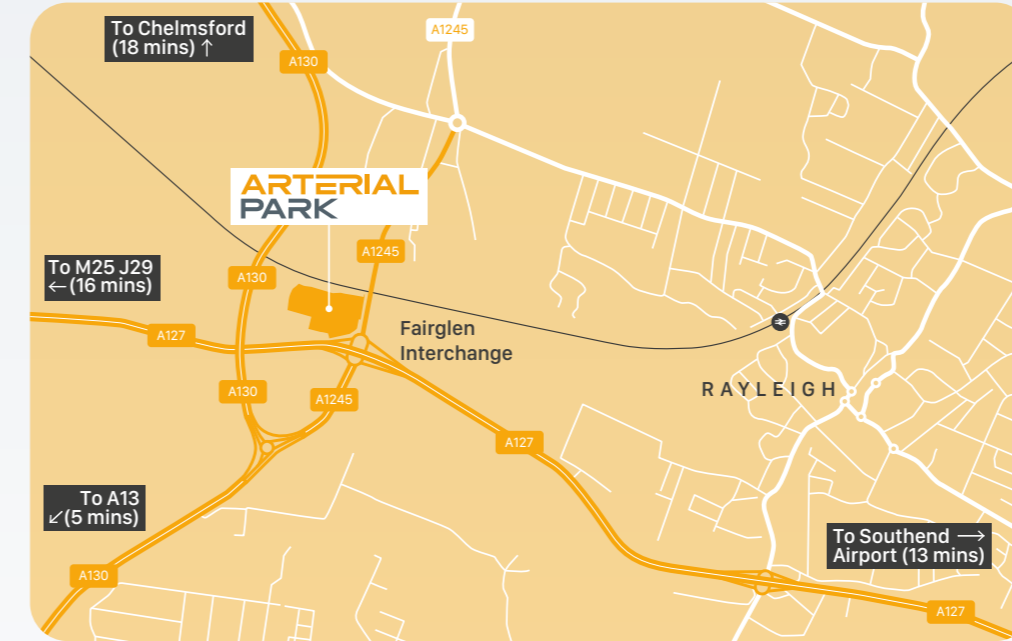 To Chelmsford
(18 mins) ↑
A1245
A130
ARTERIAL
PARK
A1245
To M25 J29
←(16 mins)
A130
A127
Fairglen
Interchange
A130
A1245
RAYLEIGH
A127
To A13
↙(5 mins)
To Southend →
Airport (13 mins)
A130
A127